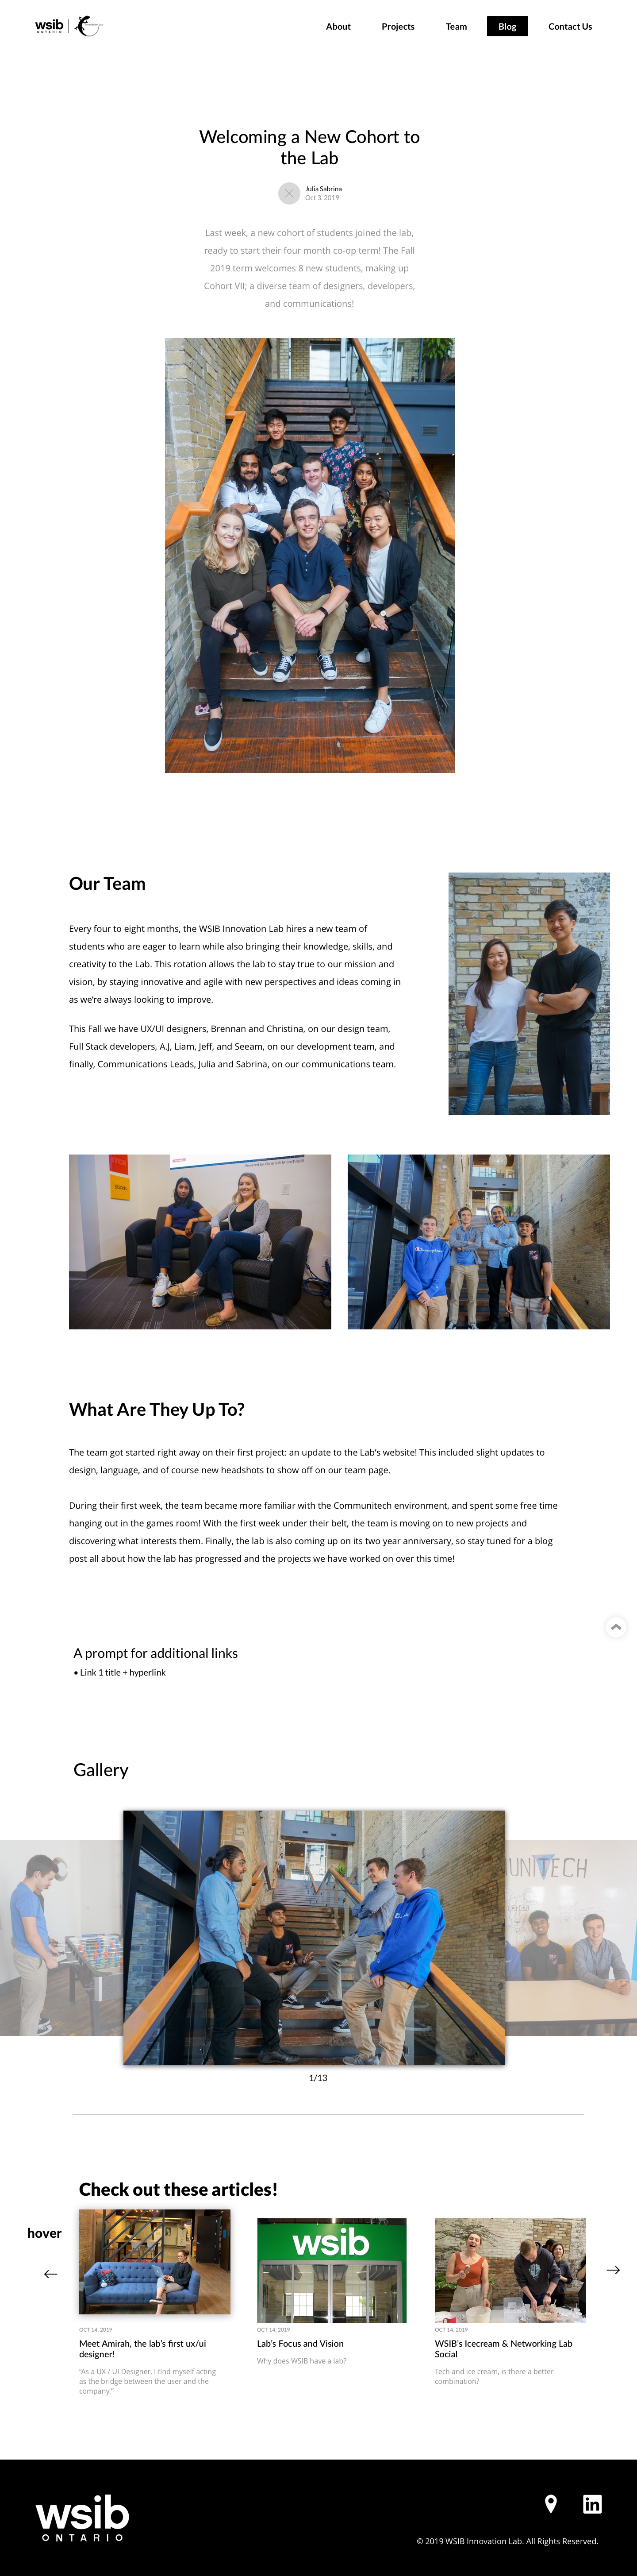 wsib
ONTARIO
About
Projects
Team
Blog
Contact Us
Welcoming a New Cohort to
the Lab
Julia Sabrina
Oct 3. 2019
Last week, a new cohort of students joined the lab,
ready to start their four month co-op term! The Fall
2019 term welcomes 8 new students, making up
Cohort VII; a diverse team of designers, developers,
and communications!
Our Team
Every four to eight months, the WSIB Innovation Lab hires a new team of
students who are eager to learn while also bringing their knowledge, skills, and
creativity to the Lab. This rotation allows the lab to stay true to our mission and
vision, by staying innovative and agile with new perspectives and ideas coming in
as we’re always looking to improve.
This Fall we have UX/UI designers, Brennan and Christina, on our design team,
Full Stack developers, A.J, Liam, Jeff, and Seeam, on our development team, and
finally, Communications Leads, Julia and Sabrina, on our communications team.
What Are They Up To?
The team got started right away on their first project: an update to the Lab’s website! This included slight updates to
design, language, and of course new headshots to show off on our team page.
During their first week, the team became more familiar with the Communitech environment, and spent some free time
hanging out in the games room! With the first week under their belt, the team is moving on to new projects and
discovering what interests them. Finally, the lab is also coming up on its two year anniversary, so stay tuned for a blog
post all about how the lab has progressed and the projects we have worked on over this time!
A prompt for additional links
• Link 1 title + hyperlink
Gallery
UNITECH
1/13
Check out these articles!
hover
wsib
OCT 14, 2019
Meet Amirah, the lab’s first ux/ui
designer!
“As a UX / UI Designer, I find myself acting
as the bridge between the user and the
company.”
OCT 14, 2019
Lab’s Focus and Vision
Why does WSIB have a lab?
OCT 14, 2019
WSIB’s Icecream & Networking Lab
Social
Tech and ice cream, is there a better
combination?
wsib
ONTARIO
in
© 2019 WSIB Innovation Lab. All Rights Reserved.